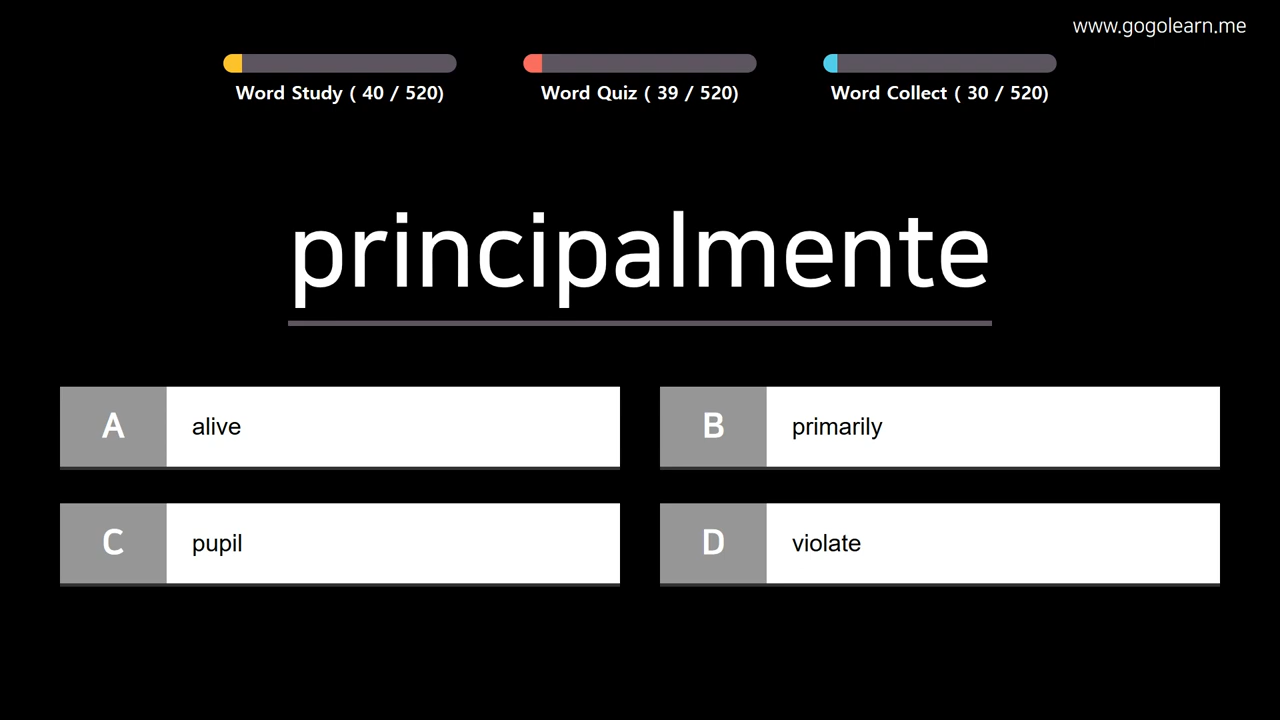 www.gogolearn.me
Word Study ( 40 / 520)
Word Quiz ( 39 / 520)
Word Collect ( 30 / 520)
principalmente
A alive
B primarily
C pupil
D violate